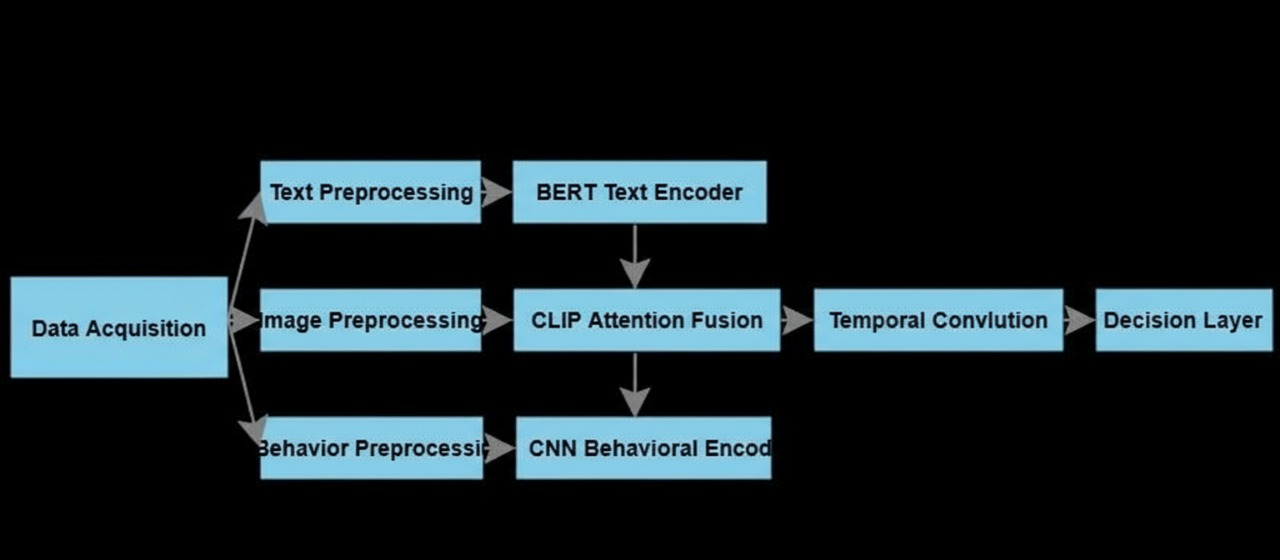 Text Preprocessing
BERT Text Encoder
Data Acquisition
Image Preprocessing
CLIP Attention Fusion
Temporal Convlution
Decision Layer
Behavior Preprocessi
CNN Behavioral Encod